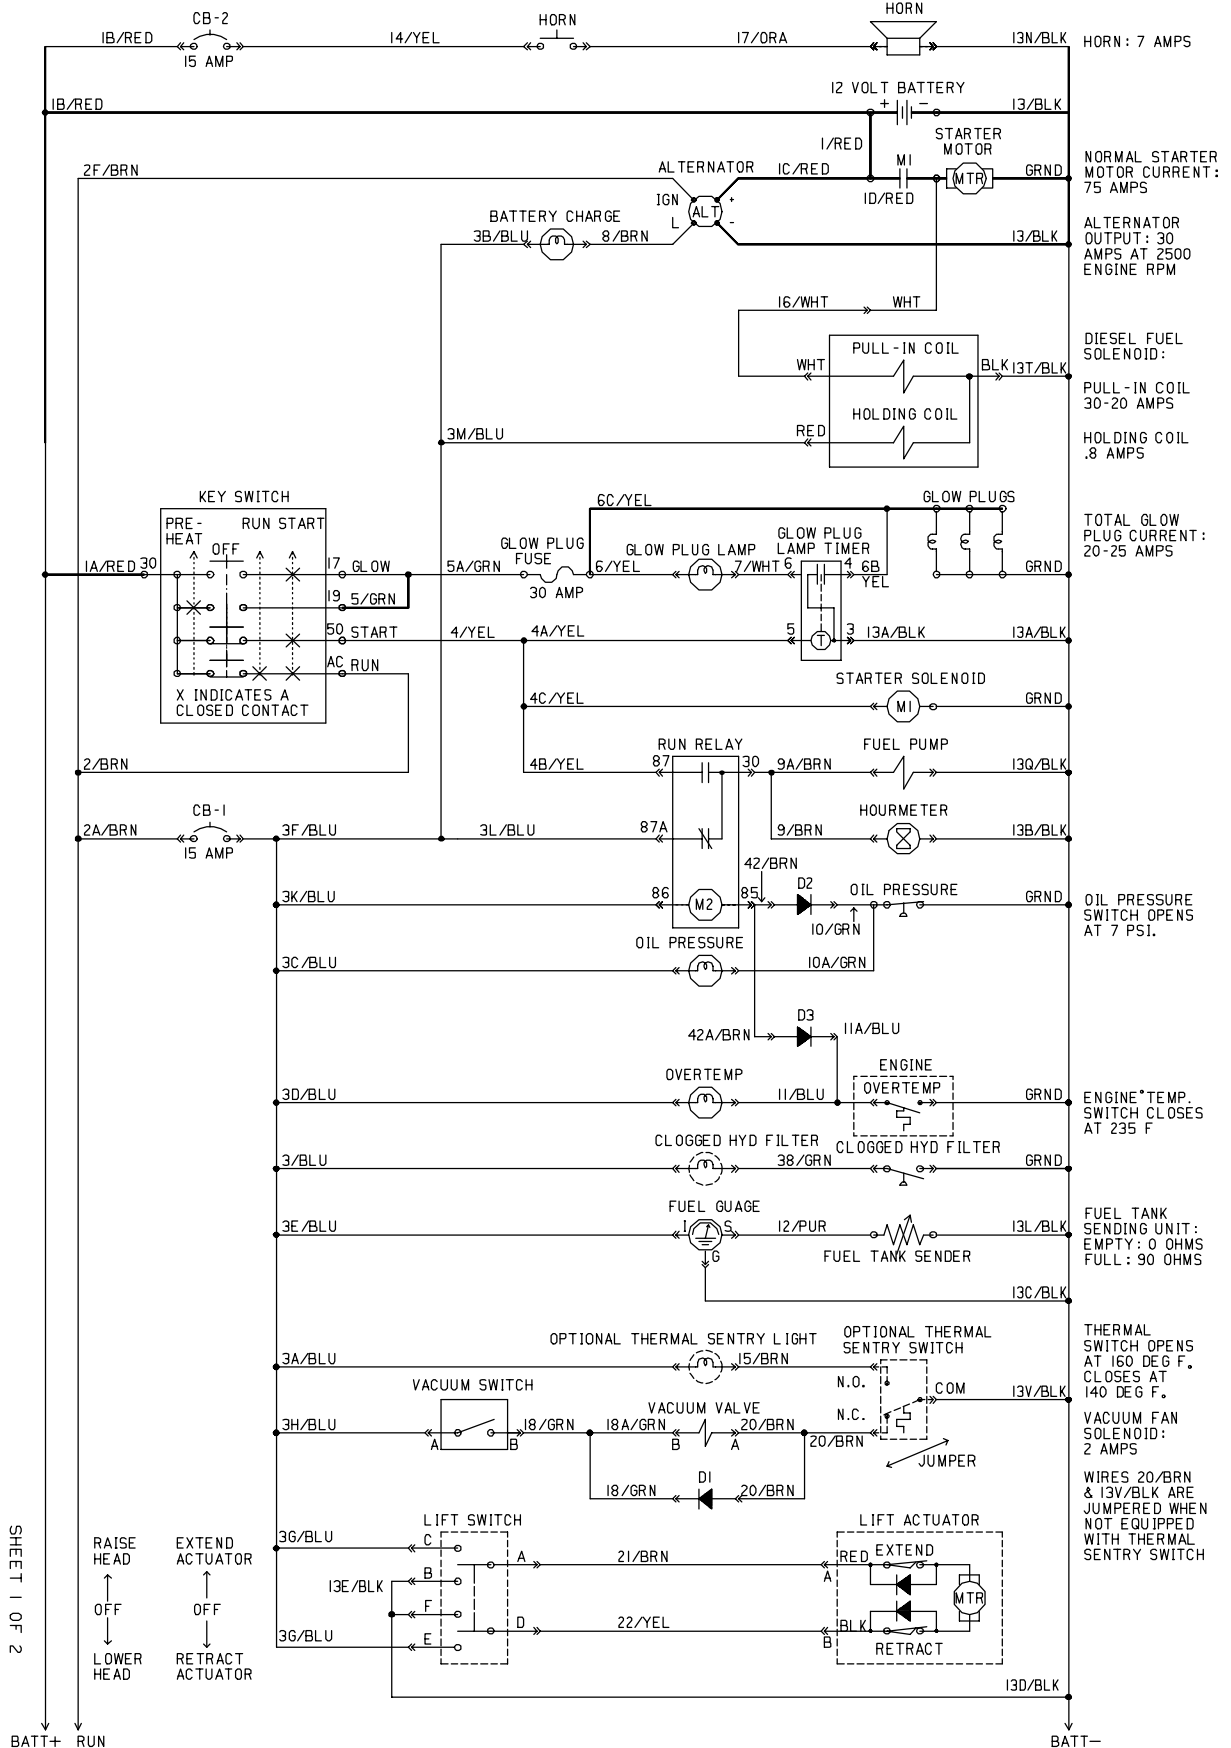 CB-2
HORN
HORN
1B/RED
14/YEL
17/ORA
13N/BLK
HORN: 7 AMPS
15 AMP
12 VOLT BATTERY
1B/RED
+
-
13/BLK
1/RED
STARTER
MOTOR
NORMAL STARTER
MOTOR CURRENT:
75 AMPS
2F/BRN
ALTERNATOR
1C/RED
M1
MTR
GRND
1D/RED
IGN
ALT
+
L
-
BATTERY CHARGE
3B/BLU
8/BRN
13/BLK
ALTERNATOR
OUTPUT: 30
AMPS AT 2500
ENGINE RPM
16/WHT
WHT
DIESEL FUEL
SOLENOID:
PULL-IN COIL
WHT
BLK
13T/BLK
PULL-IN COIL
30-20 AMPS
HOLDING COIL
3M/BLU
RED
HOLDING COIL
.8 AMPS
KEY SWITCH
6C/YEL
GLOW PLUGS
PRE-
HEAT
OFF
RUN START
GLOW PLUG
FUSE
GLOW PLUG LAMP
GLOW PLUG
LAMP TIMER
TOTAL GLOW
PLUG CURRENT:
20-25 AMPS
1A/RED
30
17
GLOW
5A/GRN
6/YEL
7/WHT
6
4
6B
YEL
GRND
30 AMP
19
5/GRN
50
START
4/YEL
4A/YEL
5
T
3
13A/BLK
13A/BLK
AC
RUN
X INDICATES A
CLOSED CONTACT
STARTER SOLENOID
4C/YEL
M1
GRND
RUN RELAY
FUEL PUMP
2/BRN
4B/YEL
87
30
9A/BRN
13Q/BLK
CB-1
HOURMETER
2A/BRN
3F/BLU
3L/BLU
87A
9/BRN
13B/BLK
15 AMP
42/BRN
D2
OIL PRESSURE
3K/BLU
86
M2
85
GRND
10/GRN
OIL PRESSURE
SWITCH OPENS
AT 7 PSI.
OIL PRESSURE
3C/BLU
10A/GRN
D3
42A/BRN
11A/BLU
ENGINE
OVERTEMP
OVERTEMP
3D/BLU
11/BLU
GRND
ENGINE°TEMP.
SWITCH CLOSES
AT 235 F
CLOGGED HYD FILTER
CLOGGED HYD FILTER
3/BLU
38/GRN
GRND
FUEL GUAGE
3E/BLU
I
S
12/PUR
13L/BLK
G
FUEL TANK SENDER
FUEL TANK
SENDING UNIT:
EMPTY: 0 OHMS
FULL: 90 OHMS
13C/BLK
OPTIONAL THERMAL SENTRY LIGHT
OPTIONAL THERMAL
SENTRY SWITCH
3A/BLU
15/BRN
N.O.
COM
13V/BLK
THERMAL
SWITCH OPENS
AT 160 DEG F.
CLOSES AT
140 DEG F.
VACUUM SWITCH
VACUUM VALVE
N.C.
3H/BLU
A
B
18/GRN
18A/GRN
B
A
20/BRN
20/BRN
VACUUM FAN
SOLENOID:
2 AMPS
JUMPER
D1
18/GRN
20/BRN
WIRES 20/BRN
& 13V/BLK ARE
JUMPERED WHEN
NOT EQUIPPED
WITH THERMAL
SENTRY SWITCH
LIFT SWITCH
LIFT ACTUATOR
3G/BLU
C
A
21/BRN
RED
A
EXTEND
13E/BLK
B
F
MTR
D
22/YEL
BLK
B
RETRACT
3G/BLU
E
RAISE
HEAD
OFF
LOWER
HEAD
EXTEND
ACTUATOR
OFF
RETRACT
ACTUATOR
13D/BLK
SHEET 1 OF 2
BATT+
RUN
BATT-